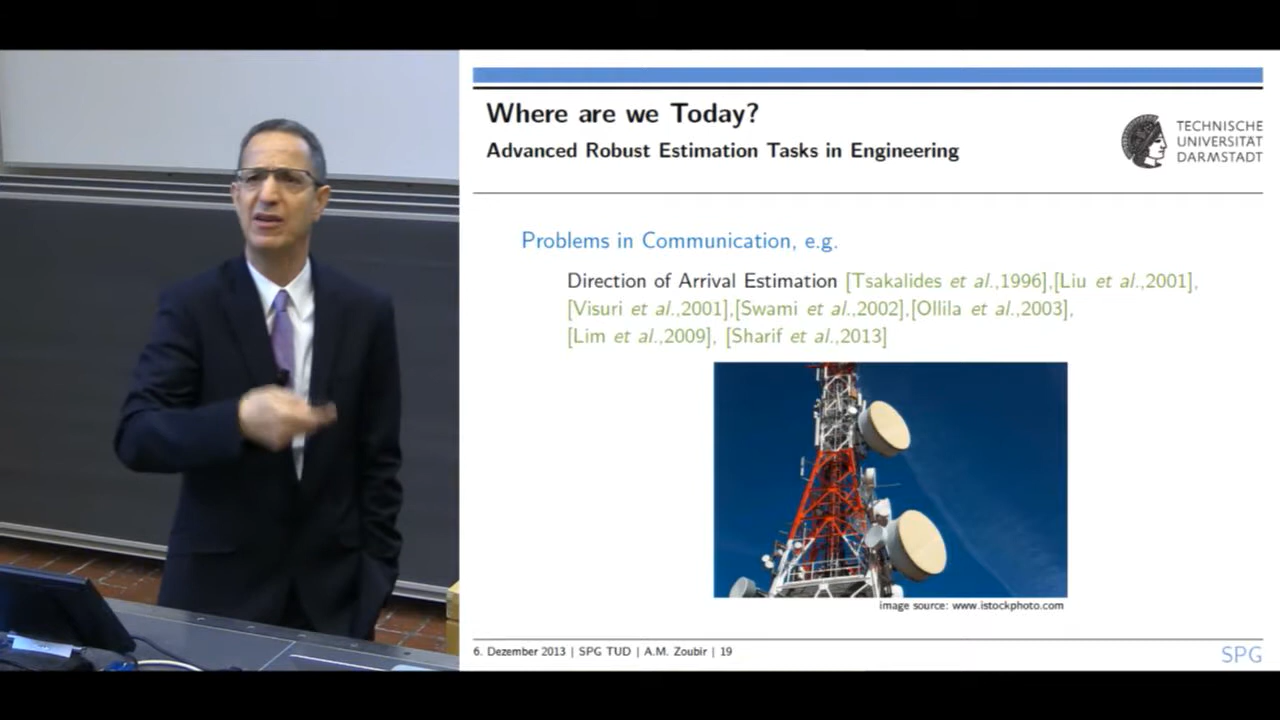 Where are we Today?
Advanced Robust Estimation Tasks in Engineering
TECHNISCHE
UNIVERSITÄT
DARMSTADT
Problems in Communication, e.g.
Direction of Arrival Estimation [Tsakalides et al.,1996],[Liu et al.,2001],
[Visuri et al.,2001],[Swami et al.,2002],[Ollila et al.,2003],
[Lim et al.,2009], [Sharif et al.,2013]
image source: www.istockphoto.com
6. Dezember 2013 | SPG TUD | A.M. Zoubir | 19
SPG